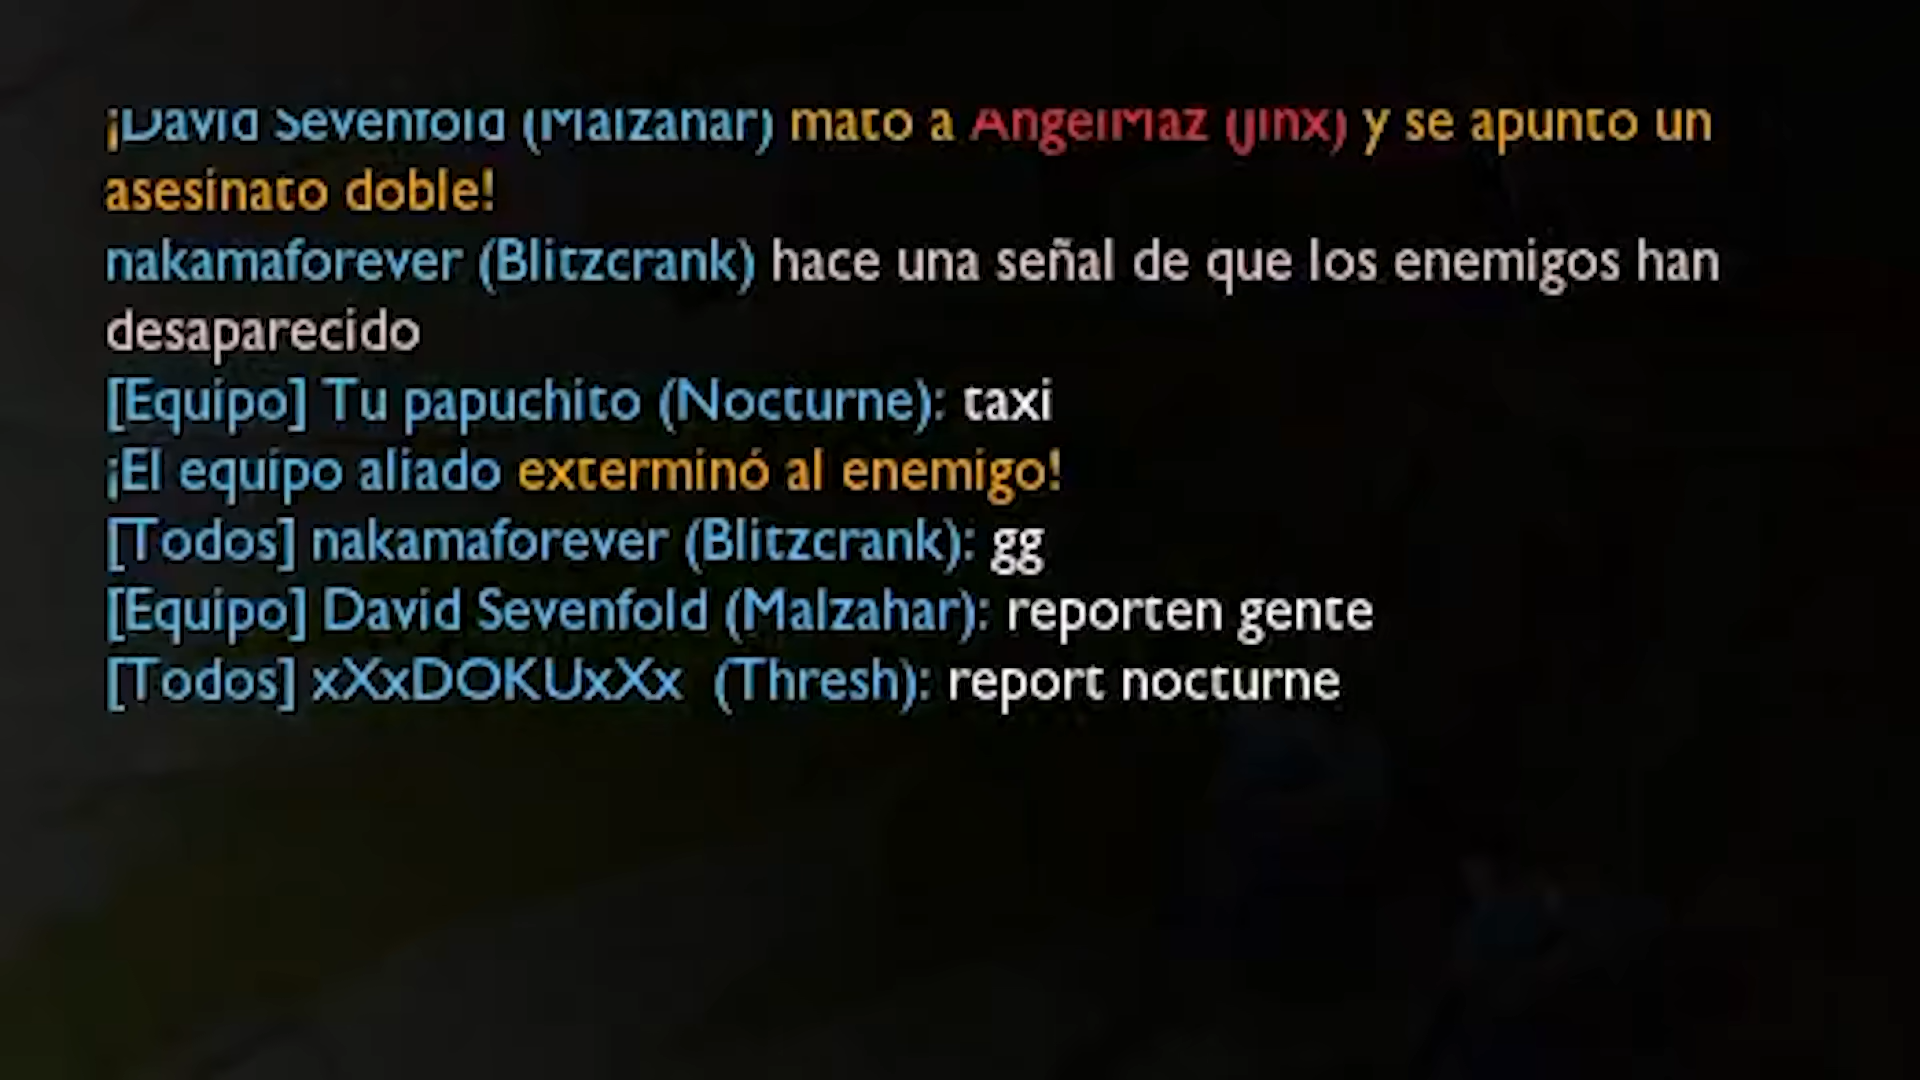 ¡David Sevenfold (Malzahar) mató a AngelMaz (Jinx) y se apuntó un
asesinato doble!
nakamaforever (Blitzcrank) hace una señal de que los enemigos han
desaparecido
[Equipo] Tu papuchito (Nocturne): taxi
¡El equipo aliado exterminó al enemigo!
[Todos] nakamaforever (Blitzcrank): gg
[Equipo] David Sevenfold (Malzahar): reporten gente
[Todos] xXxDOKUxXx (Thresh): report nocturne